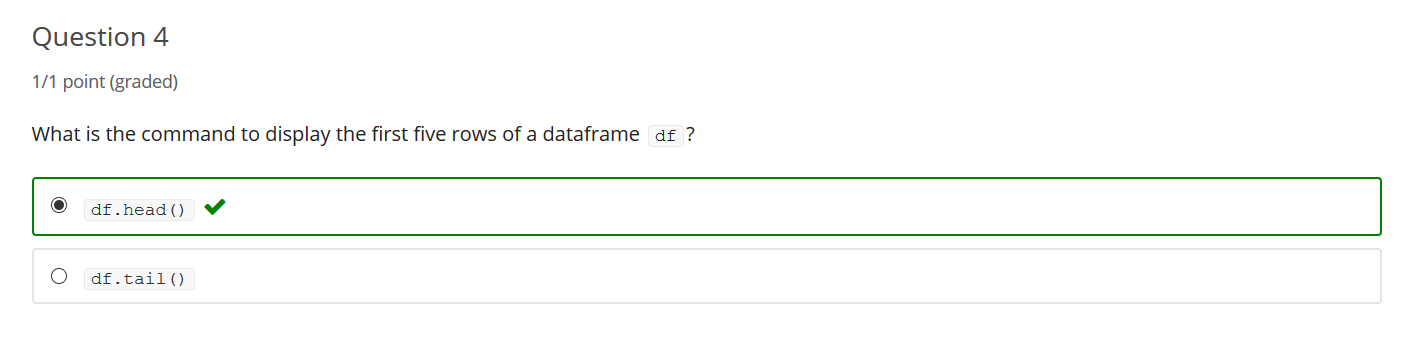 Question 4
1/1 point (graded)
What is the command to display the first five rows of a dataframe df ?
df.head()
df.tail()